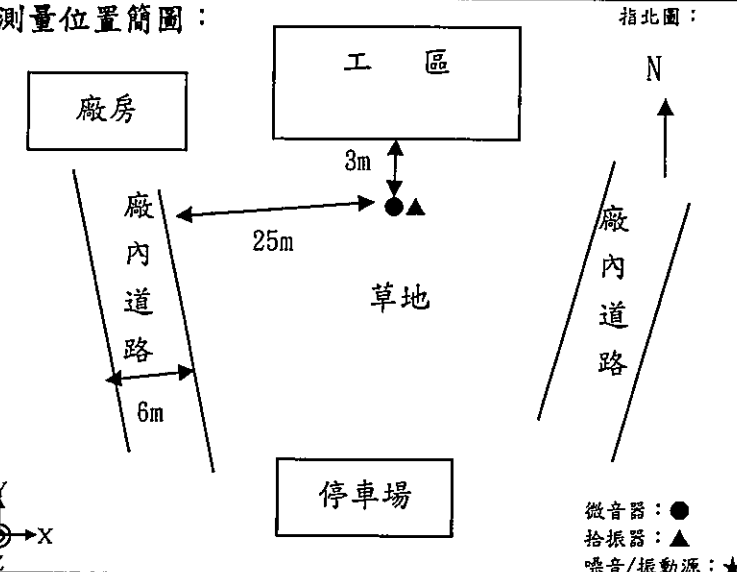 測量位置簡圖：
指北圖：
工 區
N
廠房
3m
廠內道路
25m
廠內道路
草地
6m
停車場
Y
X
Z
微音器：●
拾振器：▲
噪音/振動源：★